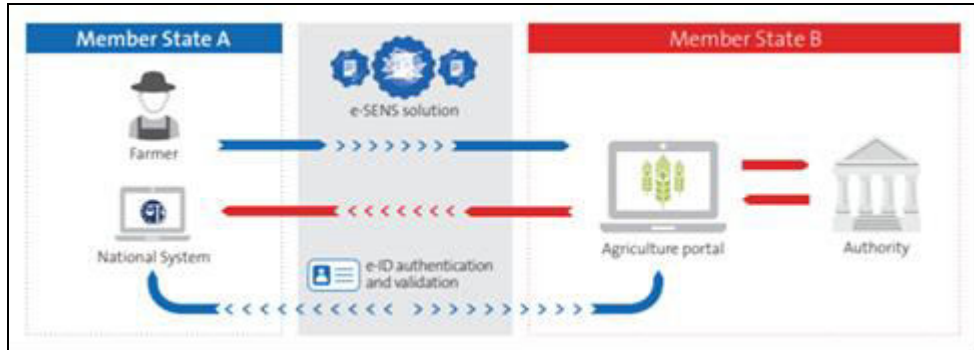 Member State A
Member State B
e-SENS solution
Farmer
National System
Agriculture portal
Authority
e-ID authentication
and validation